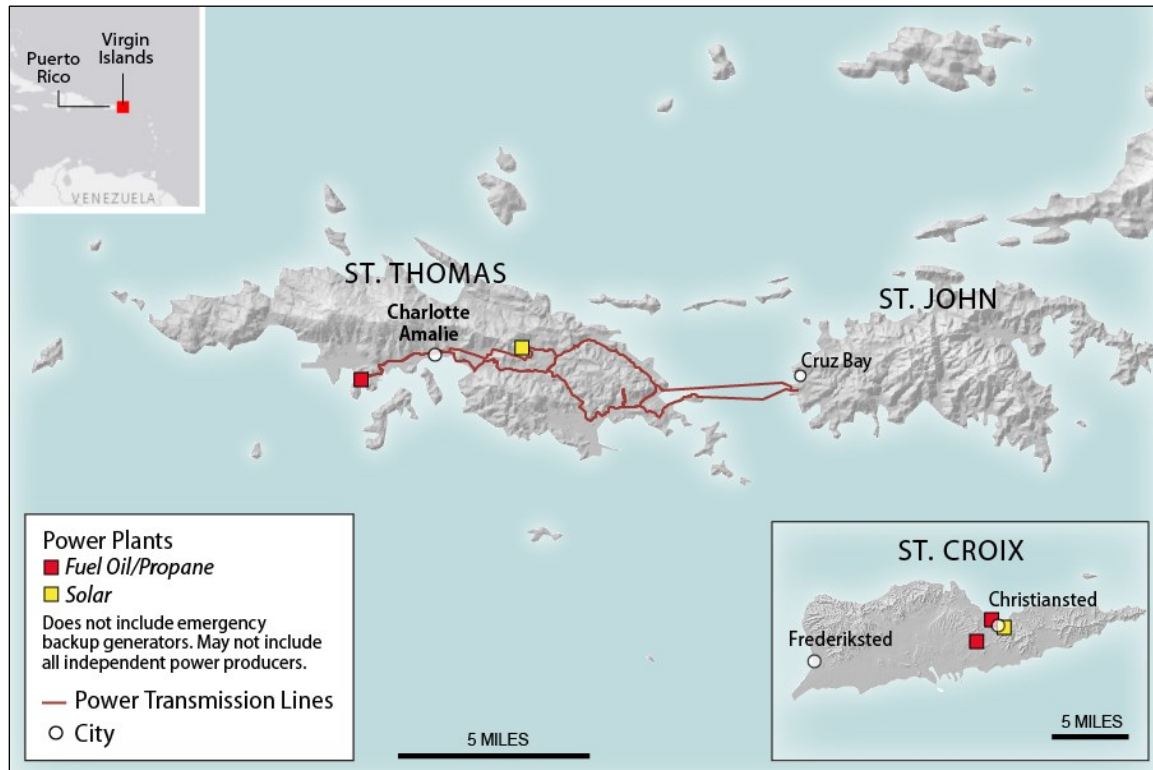 Virgin
Islands
Puerto
Rico
VENEZUELA
ST. THOMAS
Charlotte
Amalie
ST. JOHN
Cruz Bay
Power Plants
Fuel Oil/Propane
Solar
Does not include emergency
backup generators. May not include
all independent power producers.
Power Transmission Lines
City
5 MILES
ST. CROIX
Christiansted
Frederiksted
5 MILES